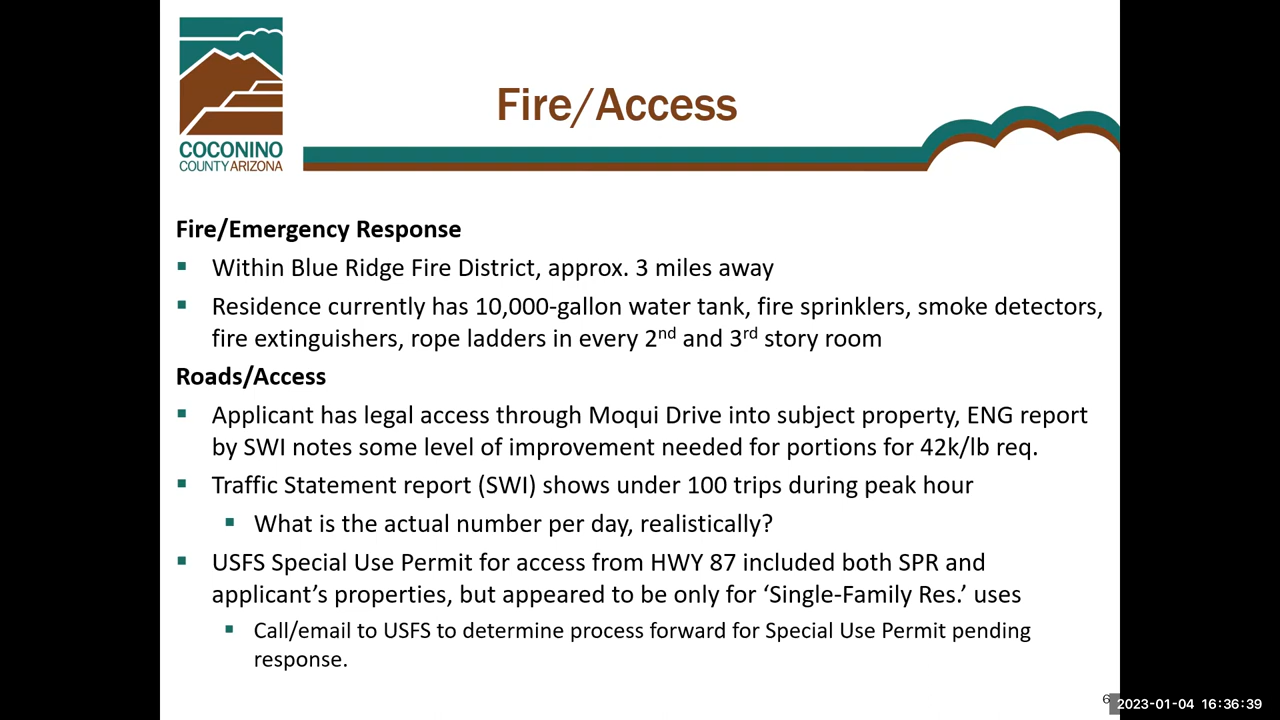 COCONINO
COUNTY ARIZONA
Fire/Access
Fire/Emergency Response
Within Blue Ridge Fire District, approx. 3 miles away
Residence currently has 10,000-gallon water tank, fire sprinklers, smoke detectors,
fire extinguishers, rope ladders in every 2nd and 3rd story room
Roads/Access
Applicant has legal access through Moqui Drive into subject property, ENG report
by SWI notes some level of improvement needed for portions for 42k/lb req.
Traffic Statement report (SWI) shows under 100 trips during peak hour
What is the actual number per day, realistically?
USFS Special Use Permit for access from HWY 87 included both SPR and
applicant’s properties, but appeared to be only for ‘Single-Family Res.’ uses
Call/email to USFS to determine process forward for Special Use Permit pending
response.
6
2023-01-04 16:36:39